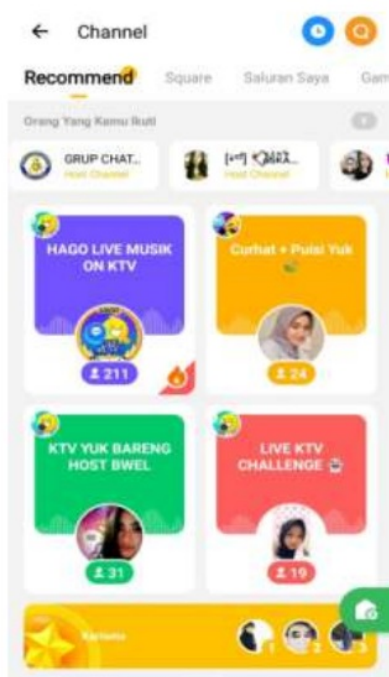 Channel
Recommend Square Saluran Saya Gam
Orang Yang Kamu Ikuti
GRUP CHAT...
Host Channel
Host Channel
HAGO LIVE MUSIK
ON KTV
211
Curhat + Puisi Yuk
24
KTV YUK BARENG
HOST BWEL
31
LIVE KTV
CHALLENGE
19
Karisma
1 2 3